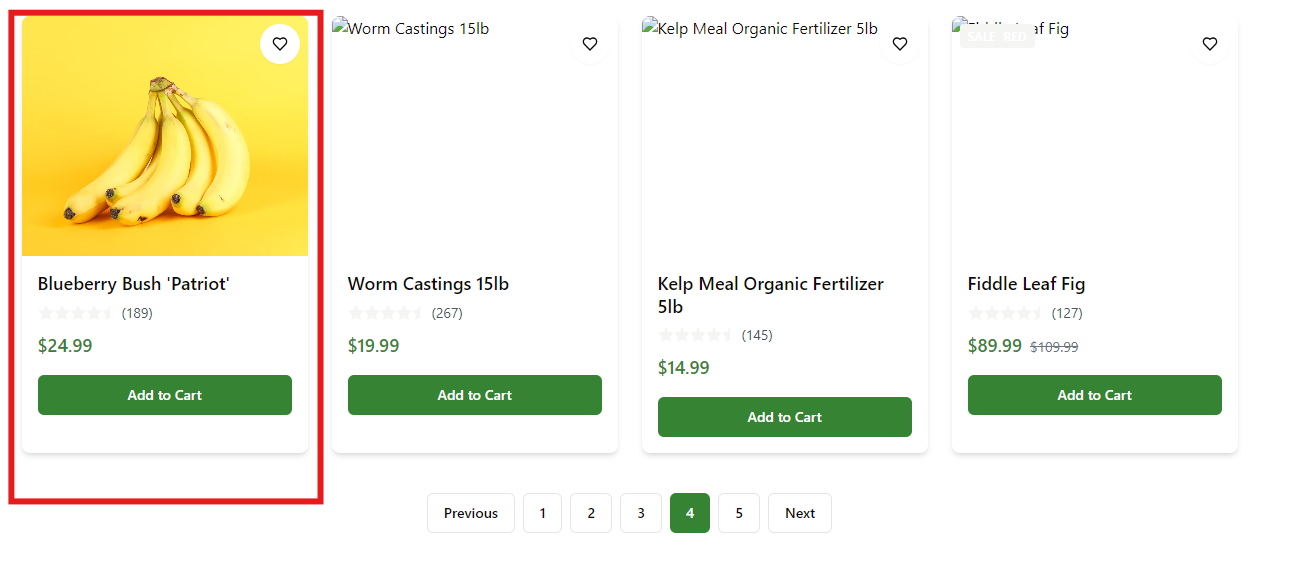 Worm Castings 15lb
Kelp Meal Organic Fertilizer 5lb
Fiddle Leaf Fig
SALE RED
Blueberry Bush 'Patriot'
(189)
$24.99
Add to Cart
Worm Castings 15lb
(267)
$19.99
Add to Cart
Kelp Meal Organic Fertilizer
5lb
(145)
$14.99
Add to Cart
Fiddle Leaf Fig
(127)
$89.99 $109.99
Add to Cart
Previous 1 2 3 4 5 Next